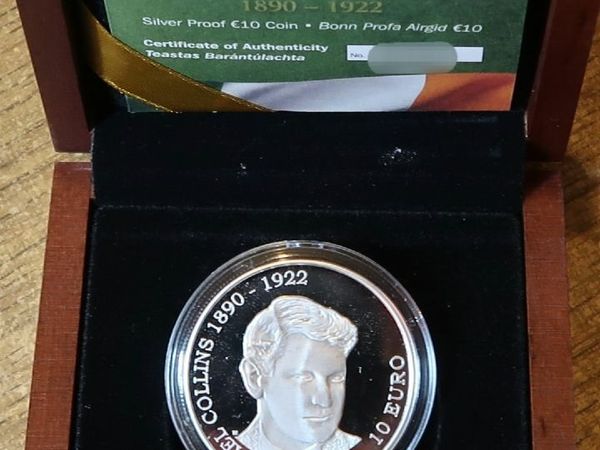 1890 – 1922
Silver Proof €10 Coin • Bonn Profa Airgid €10
Certificate of Authenticity
Teastas Barántúlachta
No.
EL COLLINS 1890 - 1922
10 EURO